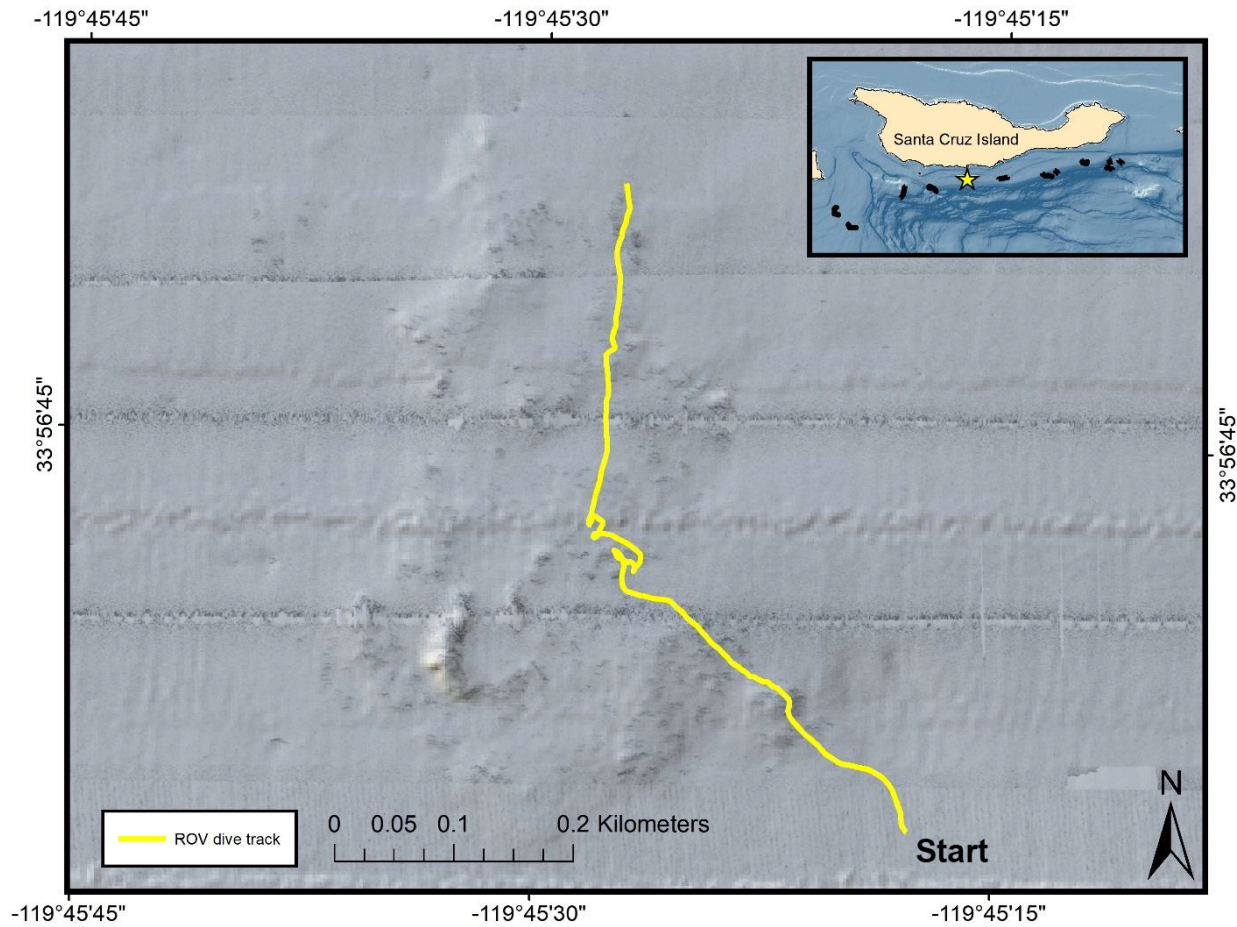 -119°45'45" -119°45'30" -119°45'15"
Santa Cruz Island
33°56'45"
33°56'45"
N
0 0.05 0.1 0.2 Kilometers
ROV dive track
Start
-119°45'45" -119°45'30" -119°45'15"